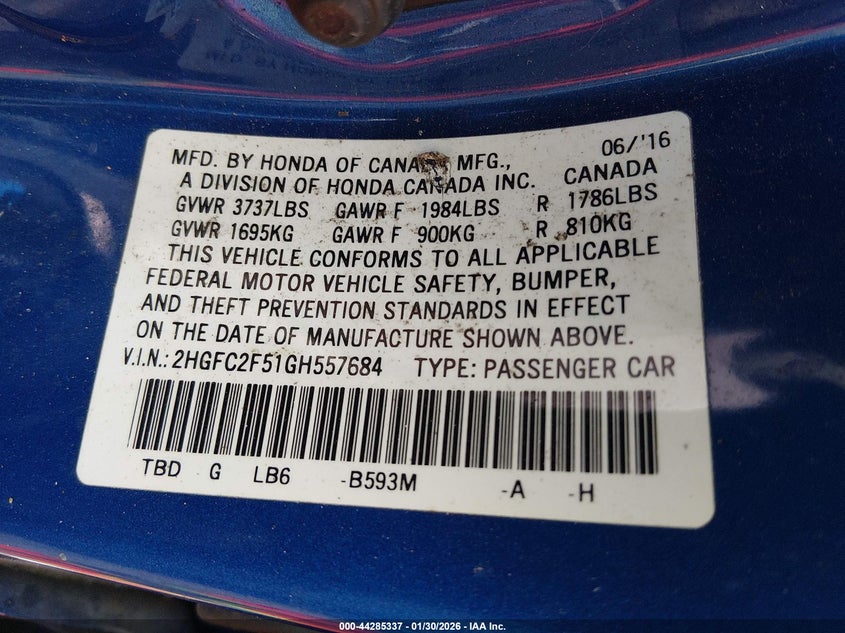 06/'16
MFD. BY HONDA OF CANADA MFG.,
A DIVISION OF HONDA CANADA INC. CANADA
GVWR 3737LBS GAWR F 1984LBS R 1786LBS
GVWR 1695KG GAWR F 900KG R 810KG
THIS VEHICLE CONFORMS TO ALL APPLICABLE
FEDERAL MOTOR VEHICLE SAFETY, BUMPER,
AND THEFT PREVENTION STANDARDS IN EFFECT
ON THE DATE OF MANUFACTURE SHOWN ABOVE.
V.I.N.: 2HGFC2F51GH557684 TYPE: PASSENGER CAR
TBD G LB6 -B593M -A -H
000-44285337 - 01/30/2026 - IAA Inc.